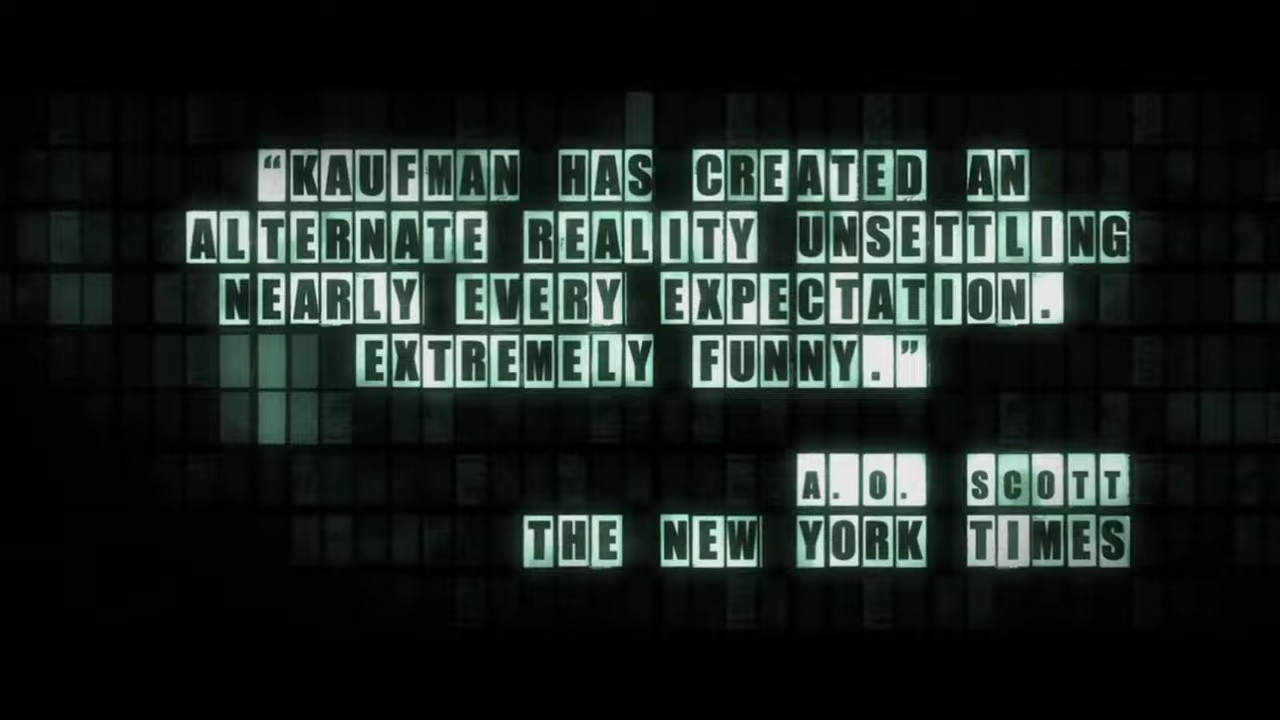 “KAUFMAN HAS CREATED AN
ALTERNATE REALITY UNSETTLING
NEARLY EVERY EXPECTATION.
EXTREMELY FUNNY.”
A. O. SCOTT
THE NEW YORK TIMES